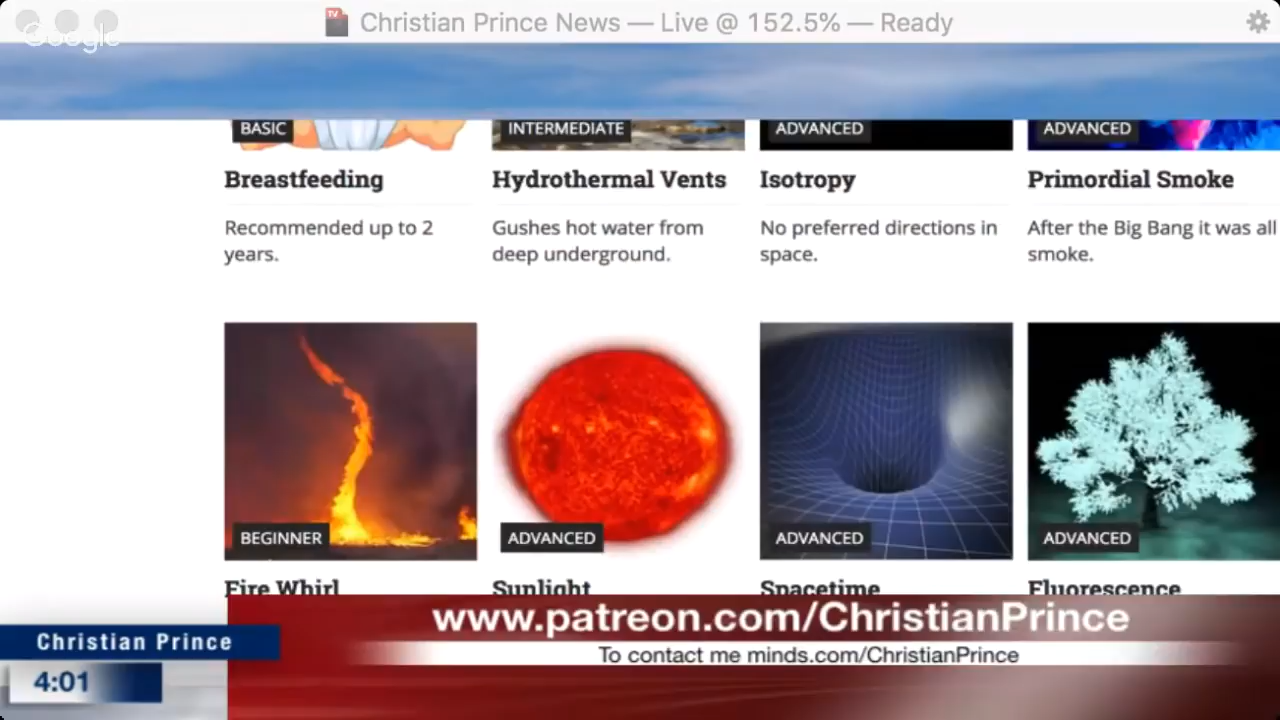 Christian Prince News — Live @ 152.5% — Ready
Google
BASIC
INTERMEDIATE
ADVANCED
ADVANCED
Breastfeeding
Hydrothermal Vents
Isotropy
Primordial Smoke
Recommended up to 2
years.
Gushes hot water from
deep underground.
No preferred directions in
space.
After the Big Bang it was all
smoke.
BEGINNER
ADVANCED
ADVANCED
ADVANCED
Fire Whirl
Sunlight
Spacetime
Fluorescence
www.patreon.com/ChristianPrince
To contact me minds.com/ChristianPrince
Christian Prince
4:01
TV